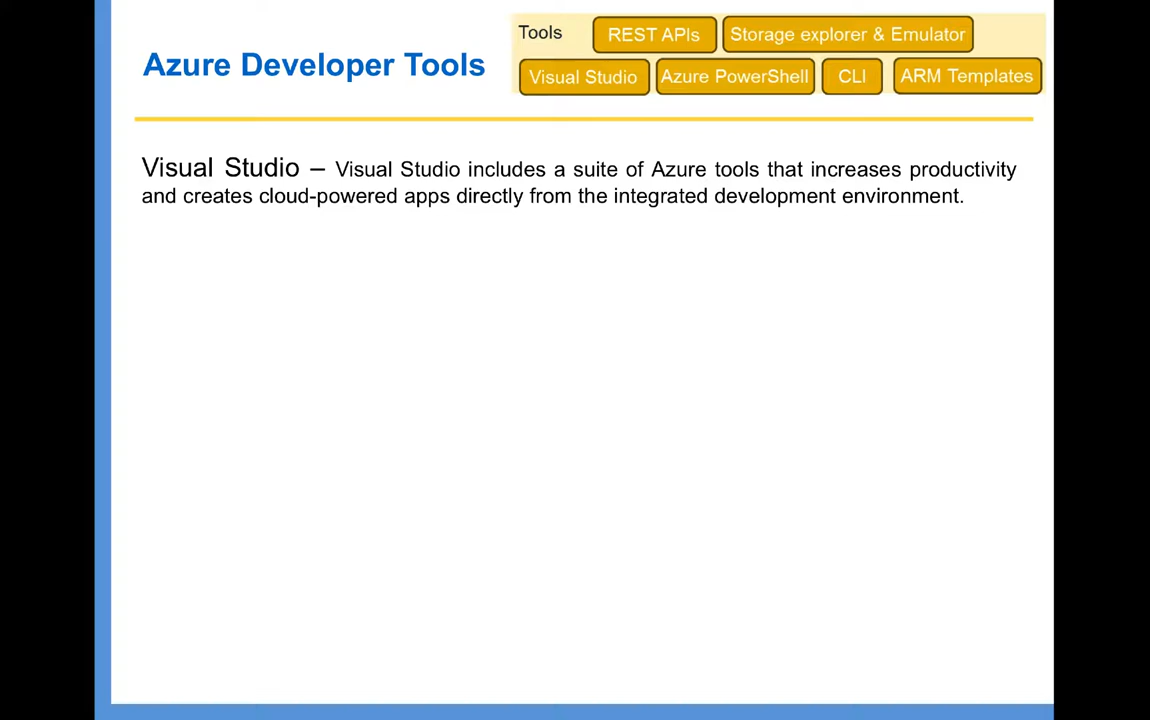 Azure Developer Tools
Tools
REST APIs
Storage explorer & Emulator
Visual Studio
Azure PowerShell
CLI
ARM Templates
Visual Studio – Visual Studio includes a suite of Azure tools that increases productivity
and creates cloud-powered apps directly from the integrated development environment.